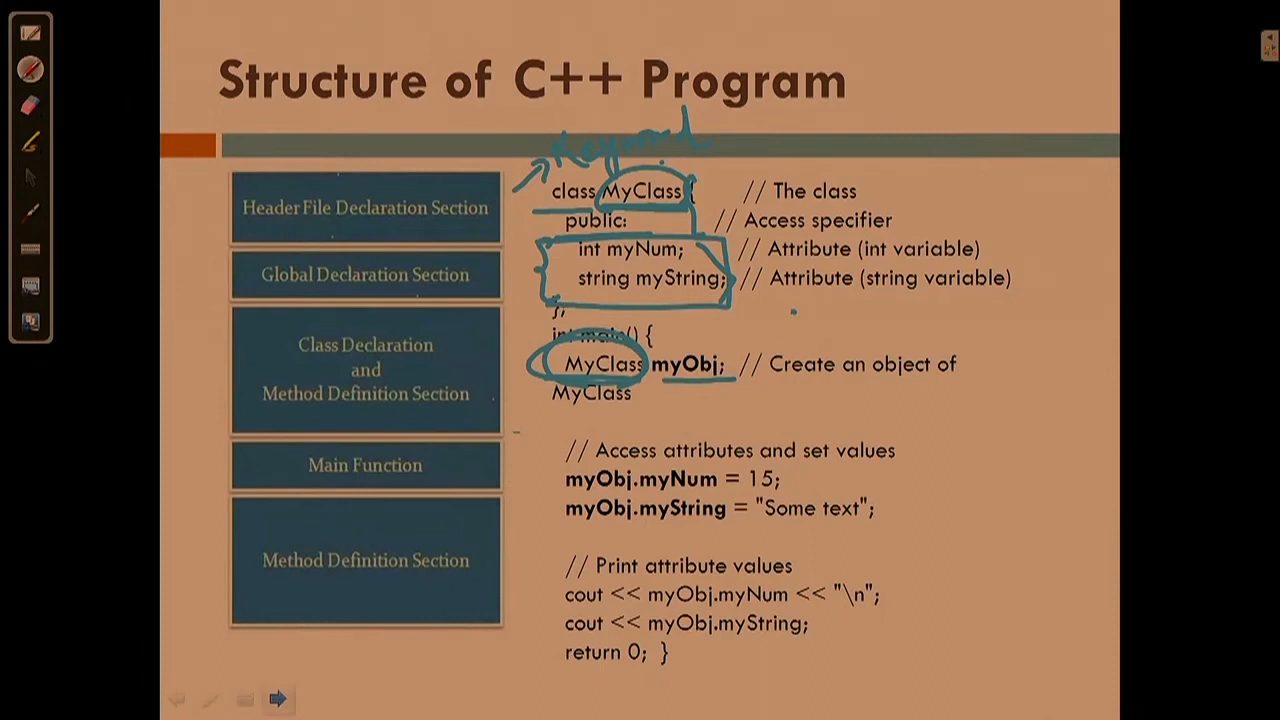 Structure of C++ Program
Keyword
Header File Declaration Section
Global Declaration Section
Class Declaration
and
Method Definition Section
Main Function
Method Definition Section
class MyClass { // The class
public: // Access specifier
int myNum; // Attribute (int variable)
string myString; // Attribute (string variable)
};
int main() {
MyClass myObj; // Create an object of
MyClass
// Access attributes and set values
myObj.myNum = 15;
myObj.myString = "Some text";
// Print attribute values
cout << myObj.myNum << "\n";
cout << myObj.myString;
return 0; }